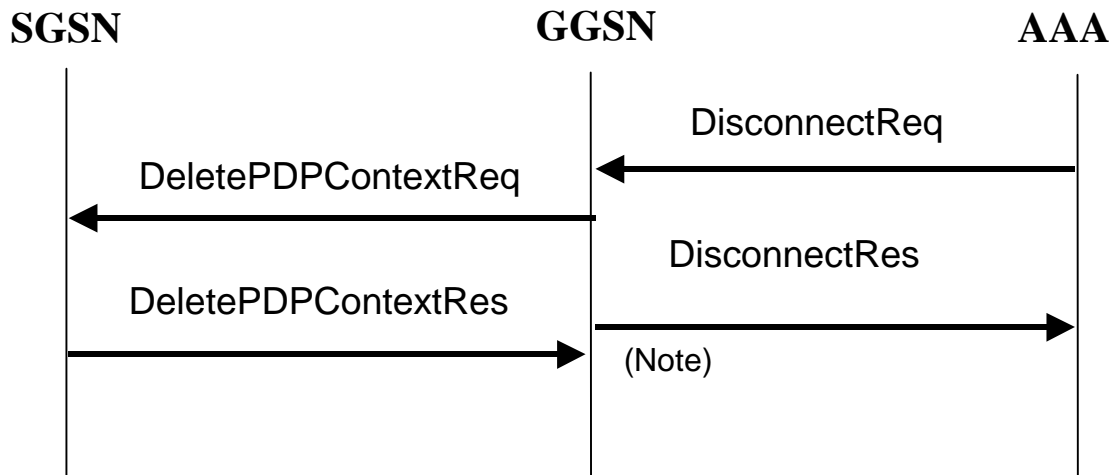 SGSN
GGSN
AAA
DisconnectReq
DeletePDPContextReq
DisconnectRes
DeletePDPContextRes
(Note)